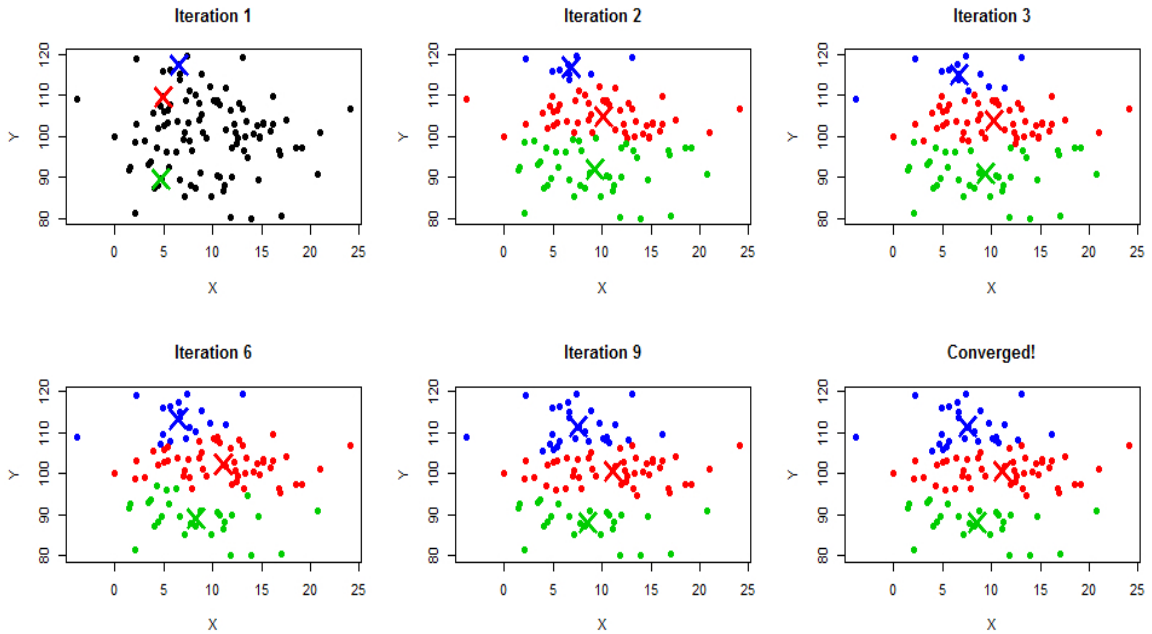 Iteration 1
Iteration 2
Iteration 3
Y
80 90 100 110 120
0 5 10 15 20 25
X
Y
80 90 100 110 120
0 5 10 15 20 25
X
Y
80 90 100 110 120
0 5 10 15 20 25
X
Iteration 6
Iteration 9
Converged!
Y
80 90 100 110 120
0 5 10 15 20 25
X
Y
80 90 100 110 120
0 5 10 15 20 25
X
Y
80 90 100 110 120
0 5 10 15 20 25
X